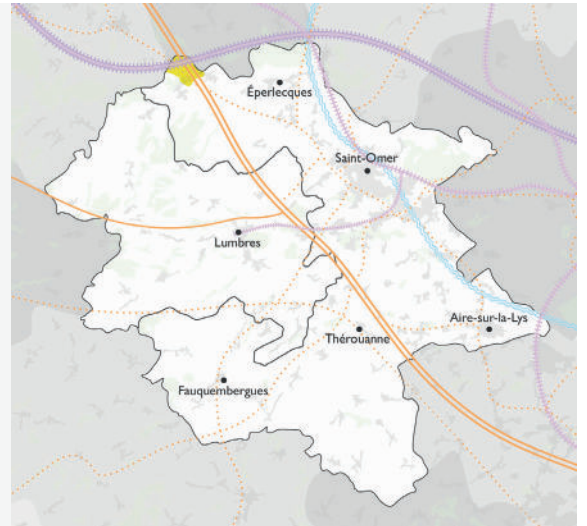 Éperlecques
Saint-Omer
Lumbres
Aire-sur-la-Lys
Thérouanne
Fauquembergues